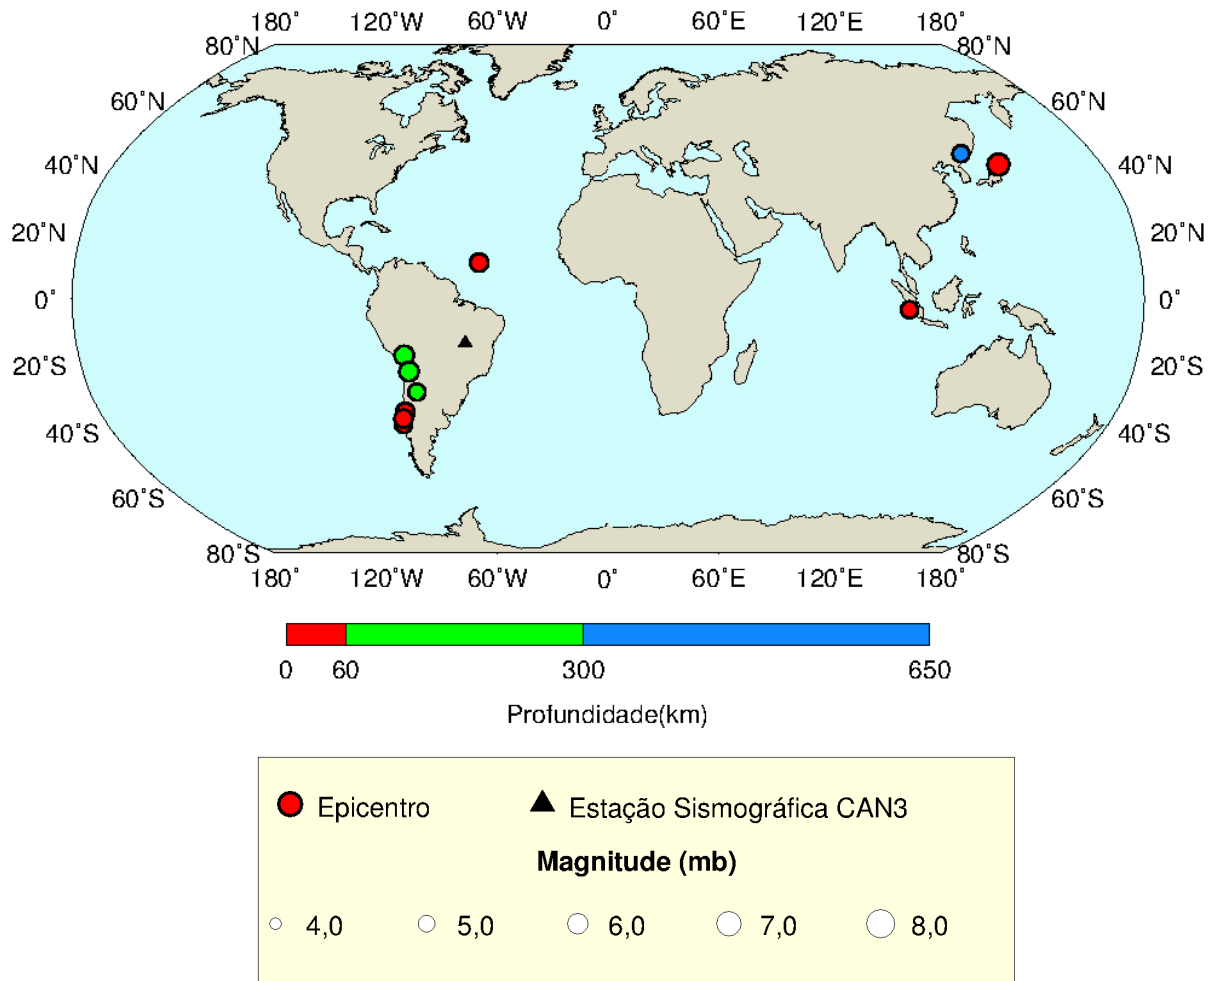 180˚ 120˚W 60˚W 0˚ 60˚E 120˚E 180˚
80˚N 80˚N
60˚N 60˚N
40˚N 40˚N
20˚N 20˚N
0˚ 0˚
20˚S 20˚S
40˚S 40˚S
60˚S 60˚S
80˚S 80˚S
180˚ 120˚W 60˚W 0˚ 60˚E 120˚E 180˚
0 60 300 650
Profundidade(km)
Epicentro Estação Sismográfica CAN3
Magnitude (mb)
4,0 5,0 6,0 7,0 8,0